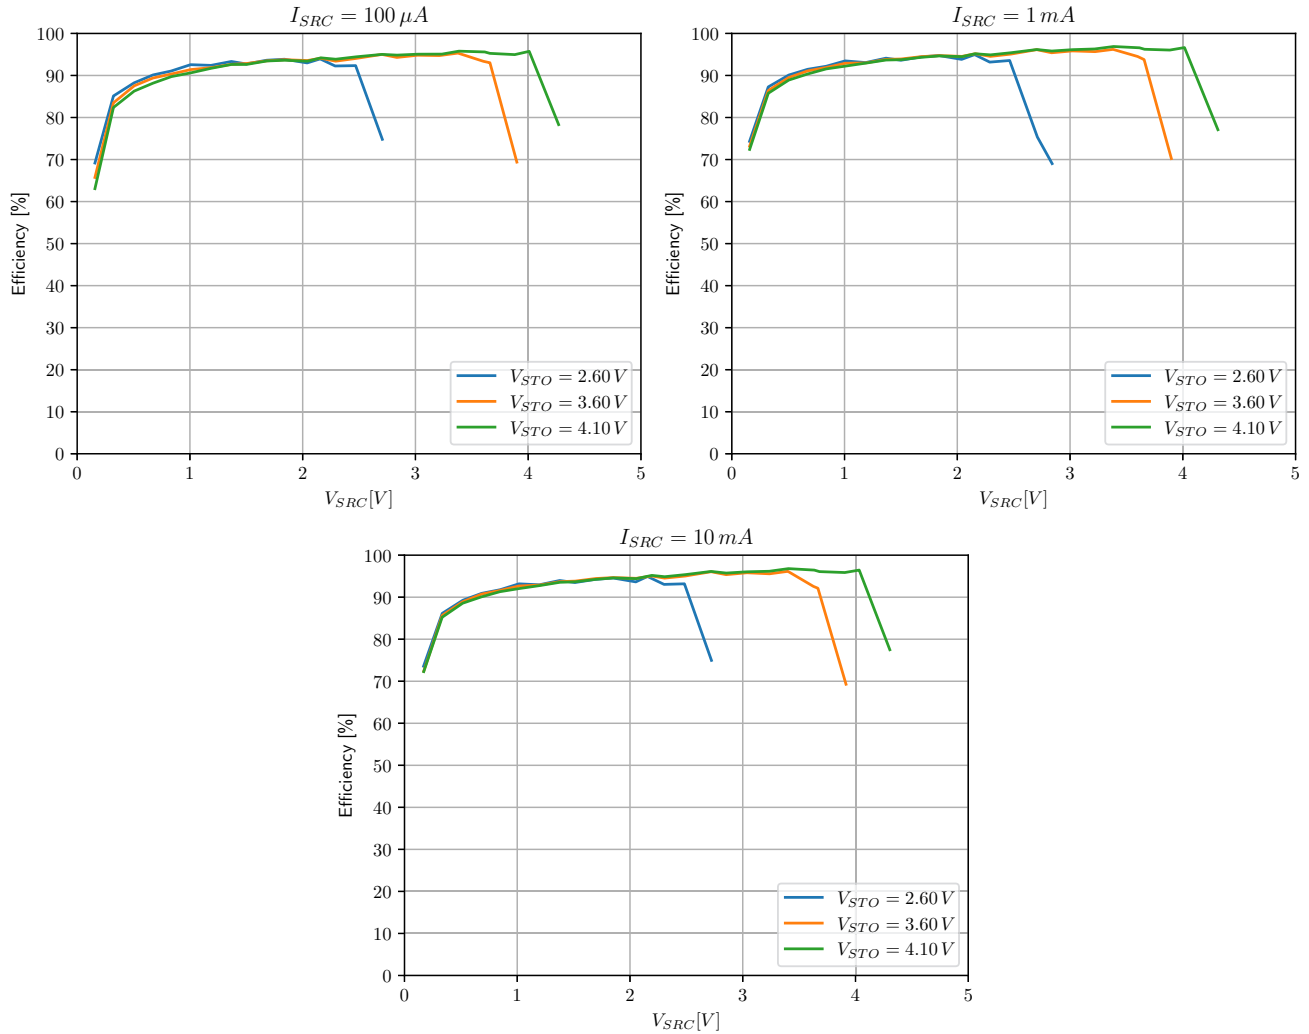 I_SRC = 100 μA
100
90
80
70
60
50
40
30
20
10
0
Efficiency [%]
0 1 2 3 4 5
V_SRC[V]
V_STO = 2.60 V
V_STO = 3.60 V
V_STO = 4.10 V
I_SRC = 1 mA
100
90
80
70
60
50
40
30
20
10
0
Efficiency [%]
0 1 2 3 4 5
V_SRC[V]
V_STO = 2.60 V
V_STO = 3.60 V
V_STO = 4.10 V
I_SRC = 10 mA
100
90
80
70
60
50
40
30
20
10
0
Efficiency [%]
0 1 2 3 4 5
V_SRC[V]
V_STO = 2.60 V
V_STO = 3.60 V
V_STO = 4.10 V